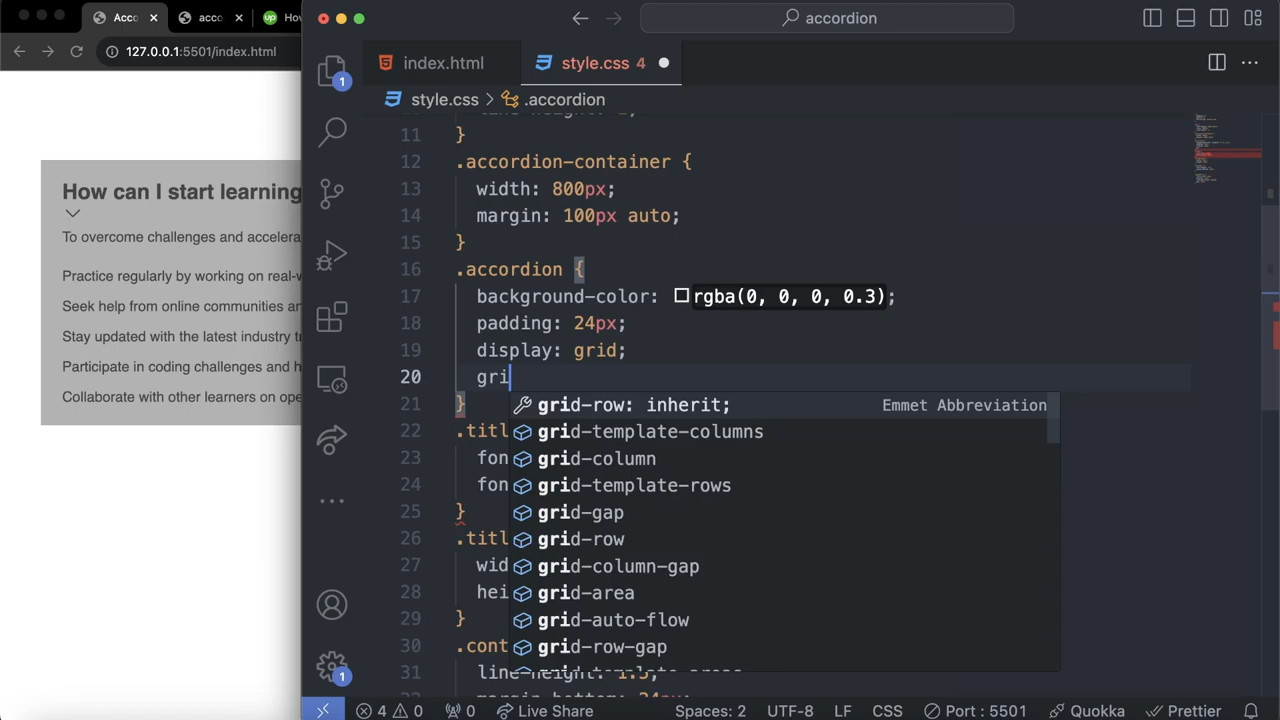 Acco
acco
Ho
accordion
127.0.0.1:5501/index.html
index.html
style.css 4
style.css > .accordion
11 }
12 .accordion-container {
13 width: 800px;
14 margin: 100px auto;
15 }
16 .accordion {
17 background-color: rgba(0, 0, 0, 0.3);
18 padding: 24px;
19 display: grid;
20 gri
21 }
22 .titl
23 fon
24 fon
25 }
26 .titl
27 wid
28 hei
29 }
30 .cont
31 line-height: 1.5;
grid-row: inherit; Emmet Abbreviation
grid-template-columns
grid-column
grid-template-rows
grid-gap
grid-row
grid-column-gap
grid-area
grid-auto-flow
grid-row-gap
How can I start learning
To overcome challenges and accelera
Practice regularly by working on real-w
Seek help from online communities an
Stay updated with the latest industry tr
Participate in coding challenges and h
Collaborate with other learners on ope
1
1
4 0 0 Live Share Spaces: 2 UTF-8 LF CSS Port : 5501 Quokka Prettier